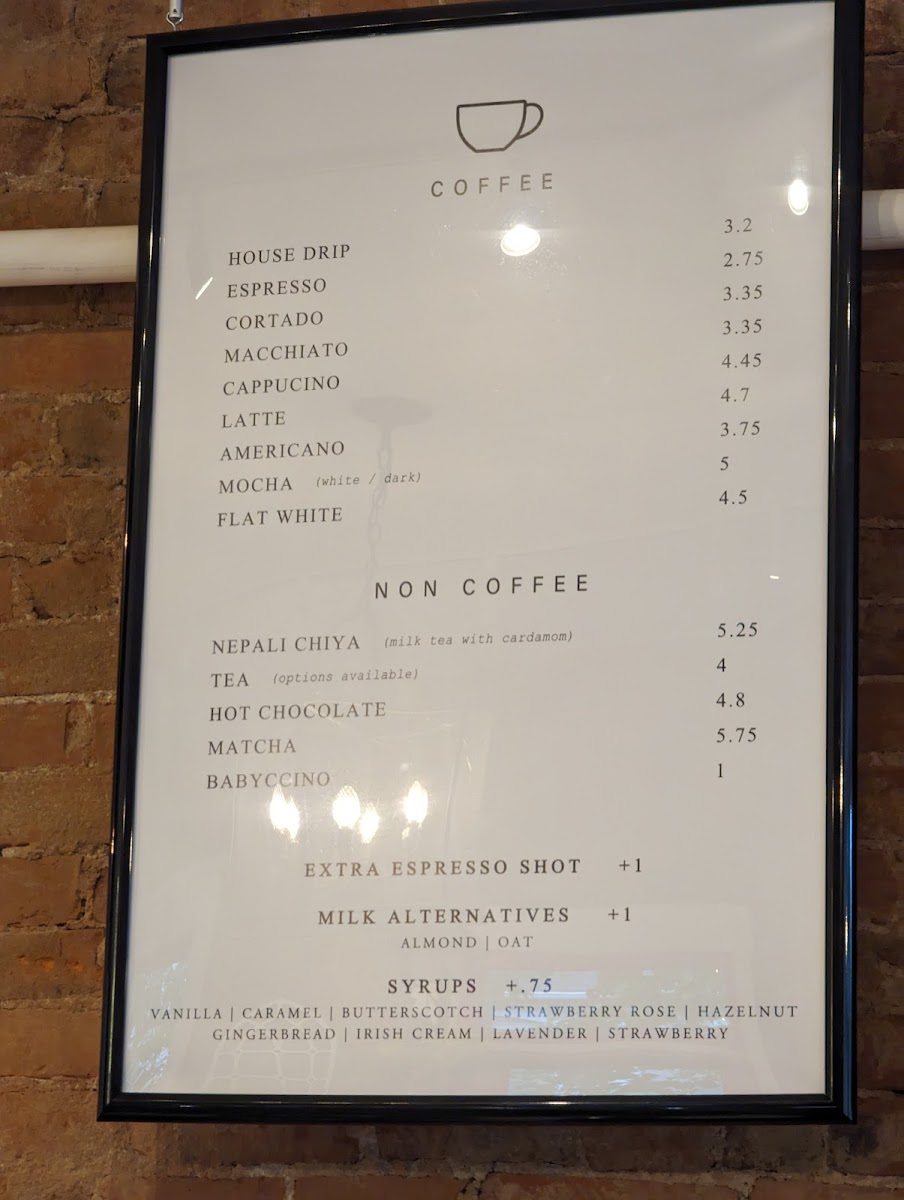 COFFEE
HOUSE DRIP 3.2
ESPRESSO 2.75
CORTADO 3.35
MACCHIATO 3.35
CAPPUCINO 4.45
LATTE 4.7
AMERICANO 3.75
MOCHA (white / dark) 5
FLAT WHITE 4.5
NON COFFEE
NEPALI CHIYA (milk tea with cardamom) 5.25
TEA (options available) 4
HOT CHOCOLATE 4.8
MATCHA 5.75
BABYCCINO 1
EXTRA ESPRESSO SHOT +1
MILK ALTERNATIVES +1
ALMOND | OAT
SYRUPS +.75
VANILLA | CARAMEL | BUTTERSCOTCH | STRAWBERRY ROSE | HAZELNUT
GINGERBREAD | IRISH CREAM | LAVENDER | STRAWBERRY